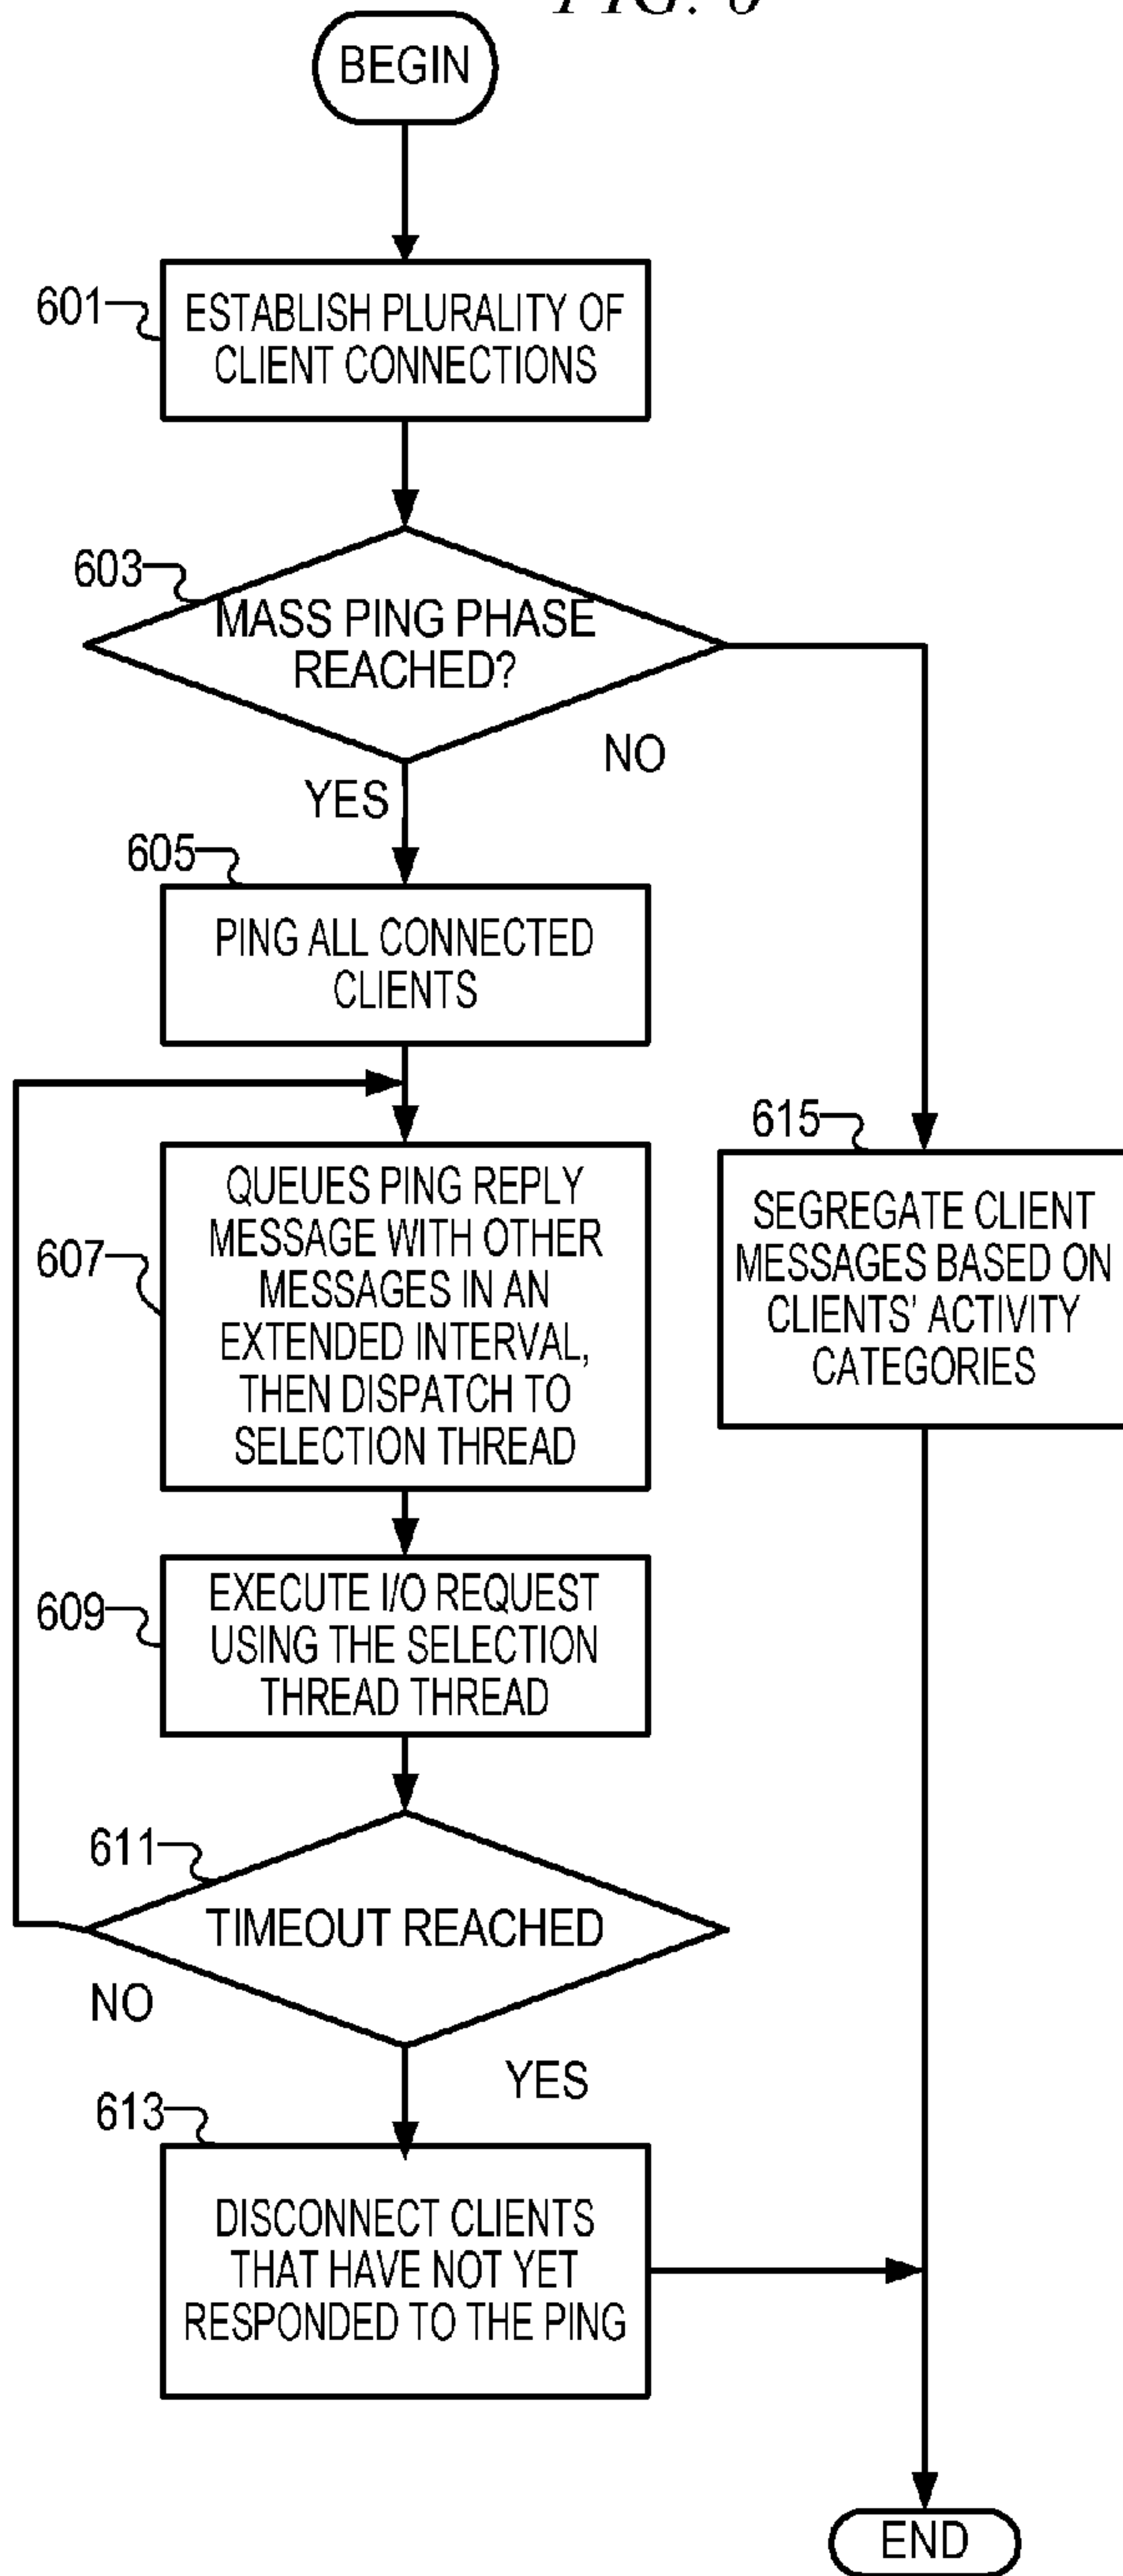 FIG. 6
BEGIN
601
ESTABLISH PLURALITY OF
CLIENT CONNECTIONS
603
MASS PING PHASE
REACHED?
NO
YES
605
PING ALL CONNECTED
CLIENTS
607
QUEUES PING REPLY
MESSAGE WITH OTHER
MESSAGES IN AN
EXTENDED INTERVAL,
THEN DISPATCH TO
SELECTION THREAD
615
SEGREGATE CLIENT
MESSAGES BASED ON
CLIENTS' ACTIVITY
CATEGORIES
609
EXECUTE I/O REQUEST
USING THE SELECTION
THREAD THREAD
611
TIMEOUT REACHED
NO
YES
613
DISCONNECT CLIENTS
THAT HAVE NOT YET
RESPONDED TO THE PING
END